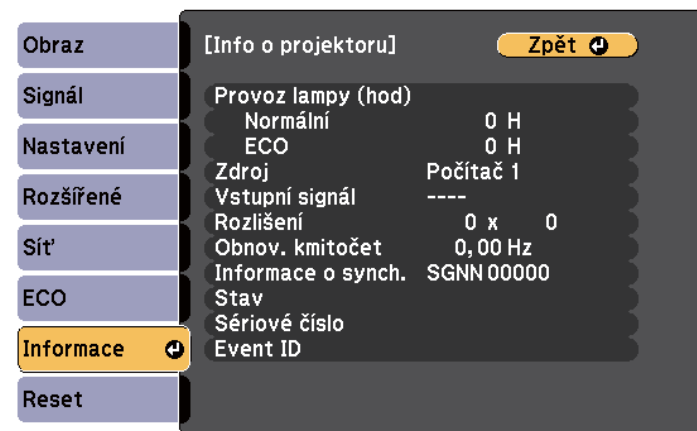 Obraz
Signál
Nastavení
Rozšířené
Síť
ECO
Informace
Reset
[Info o projektoru] Zpět
Provoz lampy (hod)
Normální 0 H
ECO 0 H
Zdroj Počítač 1
Vstupní signál ----
Rozlišení 0 x 0
Obnov. kmitočet 0,00 Hz
Informace o synch. SGNN 00000
Stav
Sériové číslo
Event ID